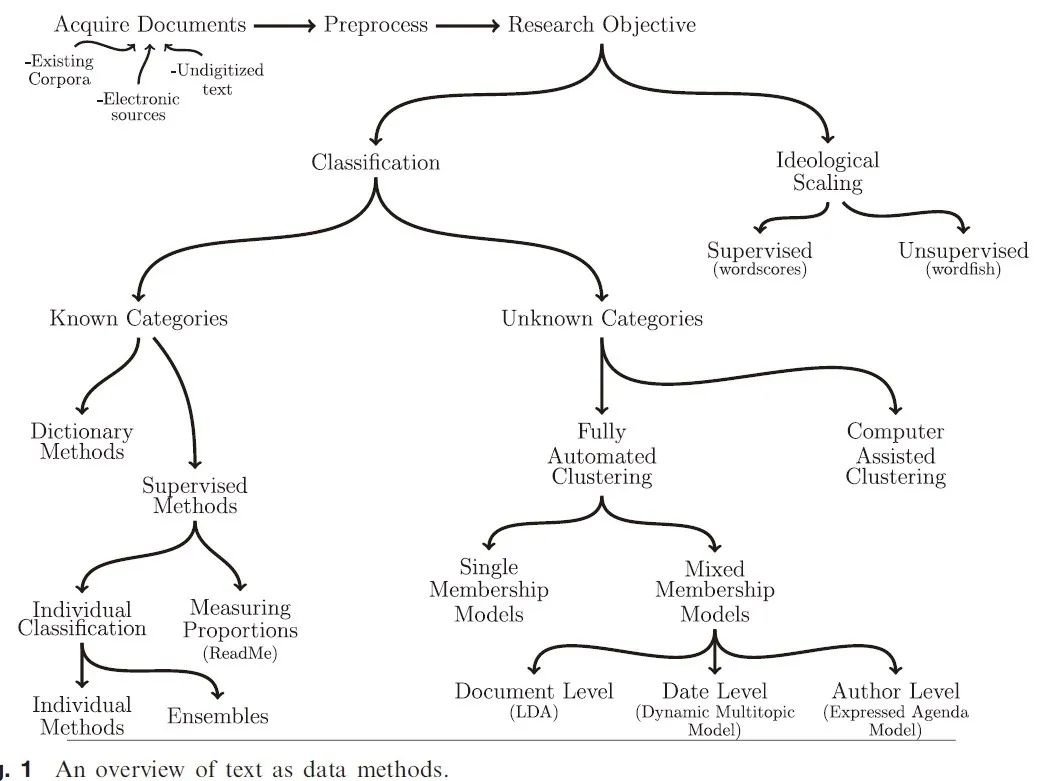 Acquire Documents
Preprocess
Research Objective
-Existing
Corpora
-Electronic
sources
-Undigitized
text
Classification
Ideological
Scaling
Supervised
(wordscores)
Unsupervised
(wordfish)
Known Categories
Unknown Categories
Dictionary
Methods
Supervised
Methods
Fully
Automated
Clustering
Computer
Assisted
Clustering
Individual
Classification
Measuring
Proportions
(ReadMe)
Single
Membership
Models
Mixed
Membership
Models
Individual
Methods
Ensembles
Document Level
(LDA)
Date Level
(Dynamic Multitopic
Model)
Author Level
(Expressed Agenda
Model)
g. 1 An overview of text as data methods.